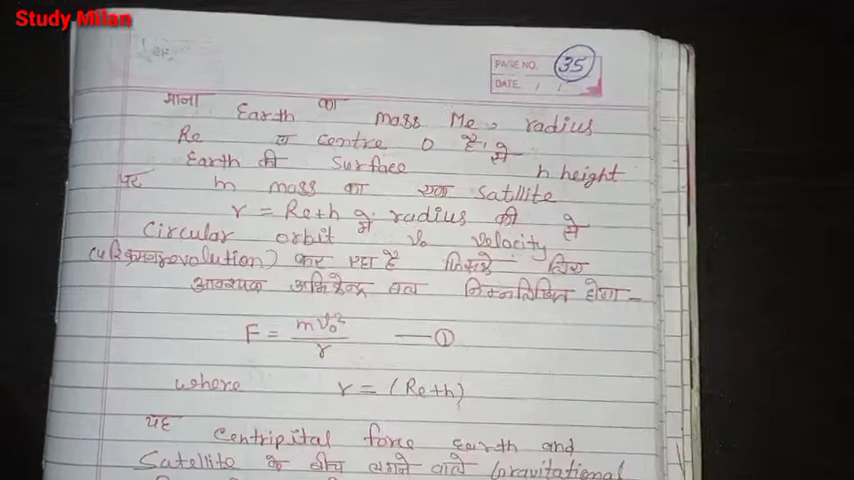 Study Milan
PAGE NO. 35
DATE / /
माना Earth का mass Me, radius
Re व centre O है, से
Earth की Surface h height
पर m mass का एक Satllite
r = Re+h में radius की से
Circular orbit v₀ velocity
(परिक्रमण revolution) कर रहा है जिसके लिए
आवश्यक अभिकेन्द्र बल निम्नलिखित होगा -
F = mv₀²/r —— ①
where r = (Re+h)
यह Centripital force Earth and
Satellite के बीच लगने वाले Gravitational